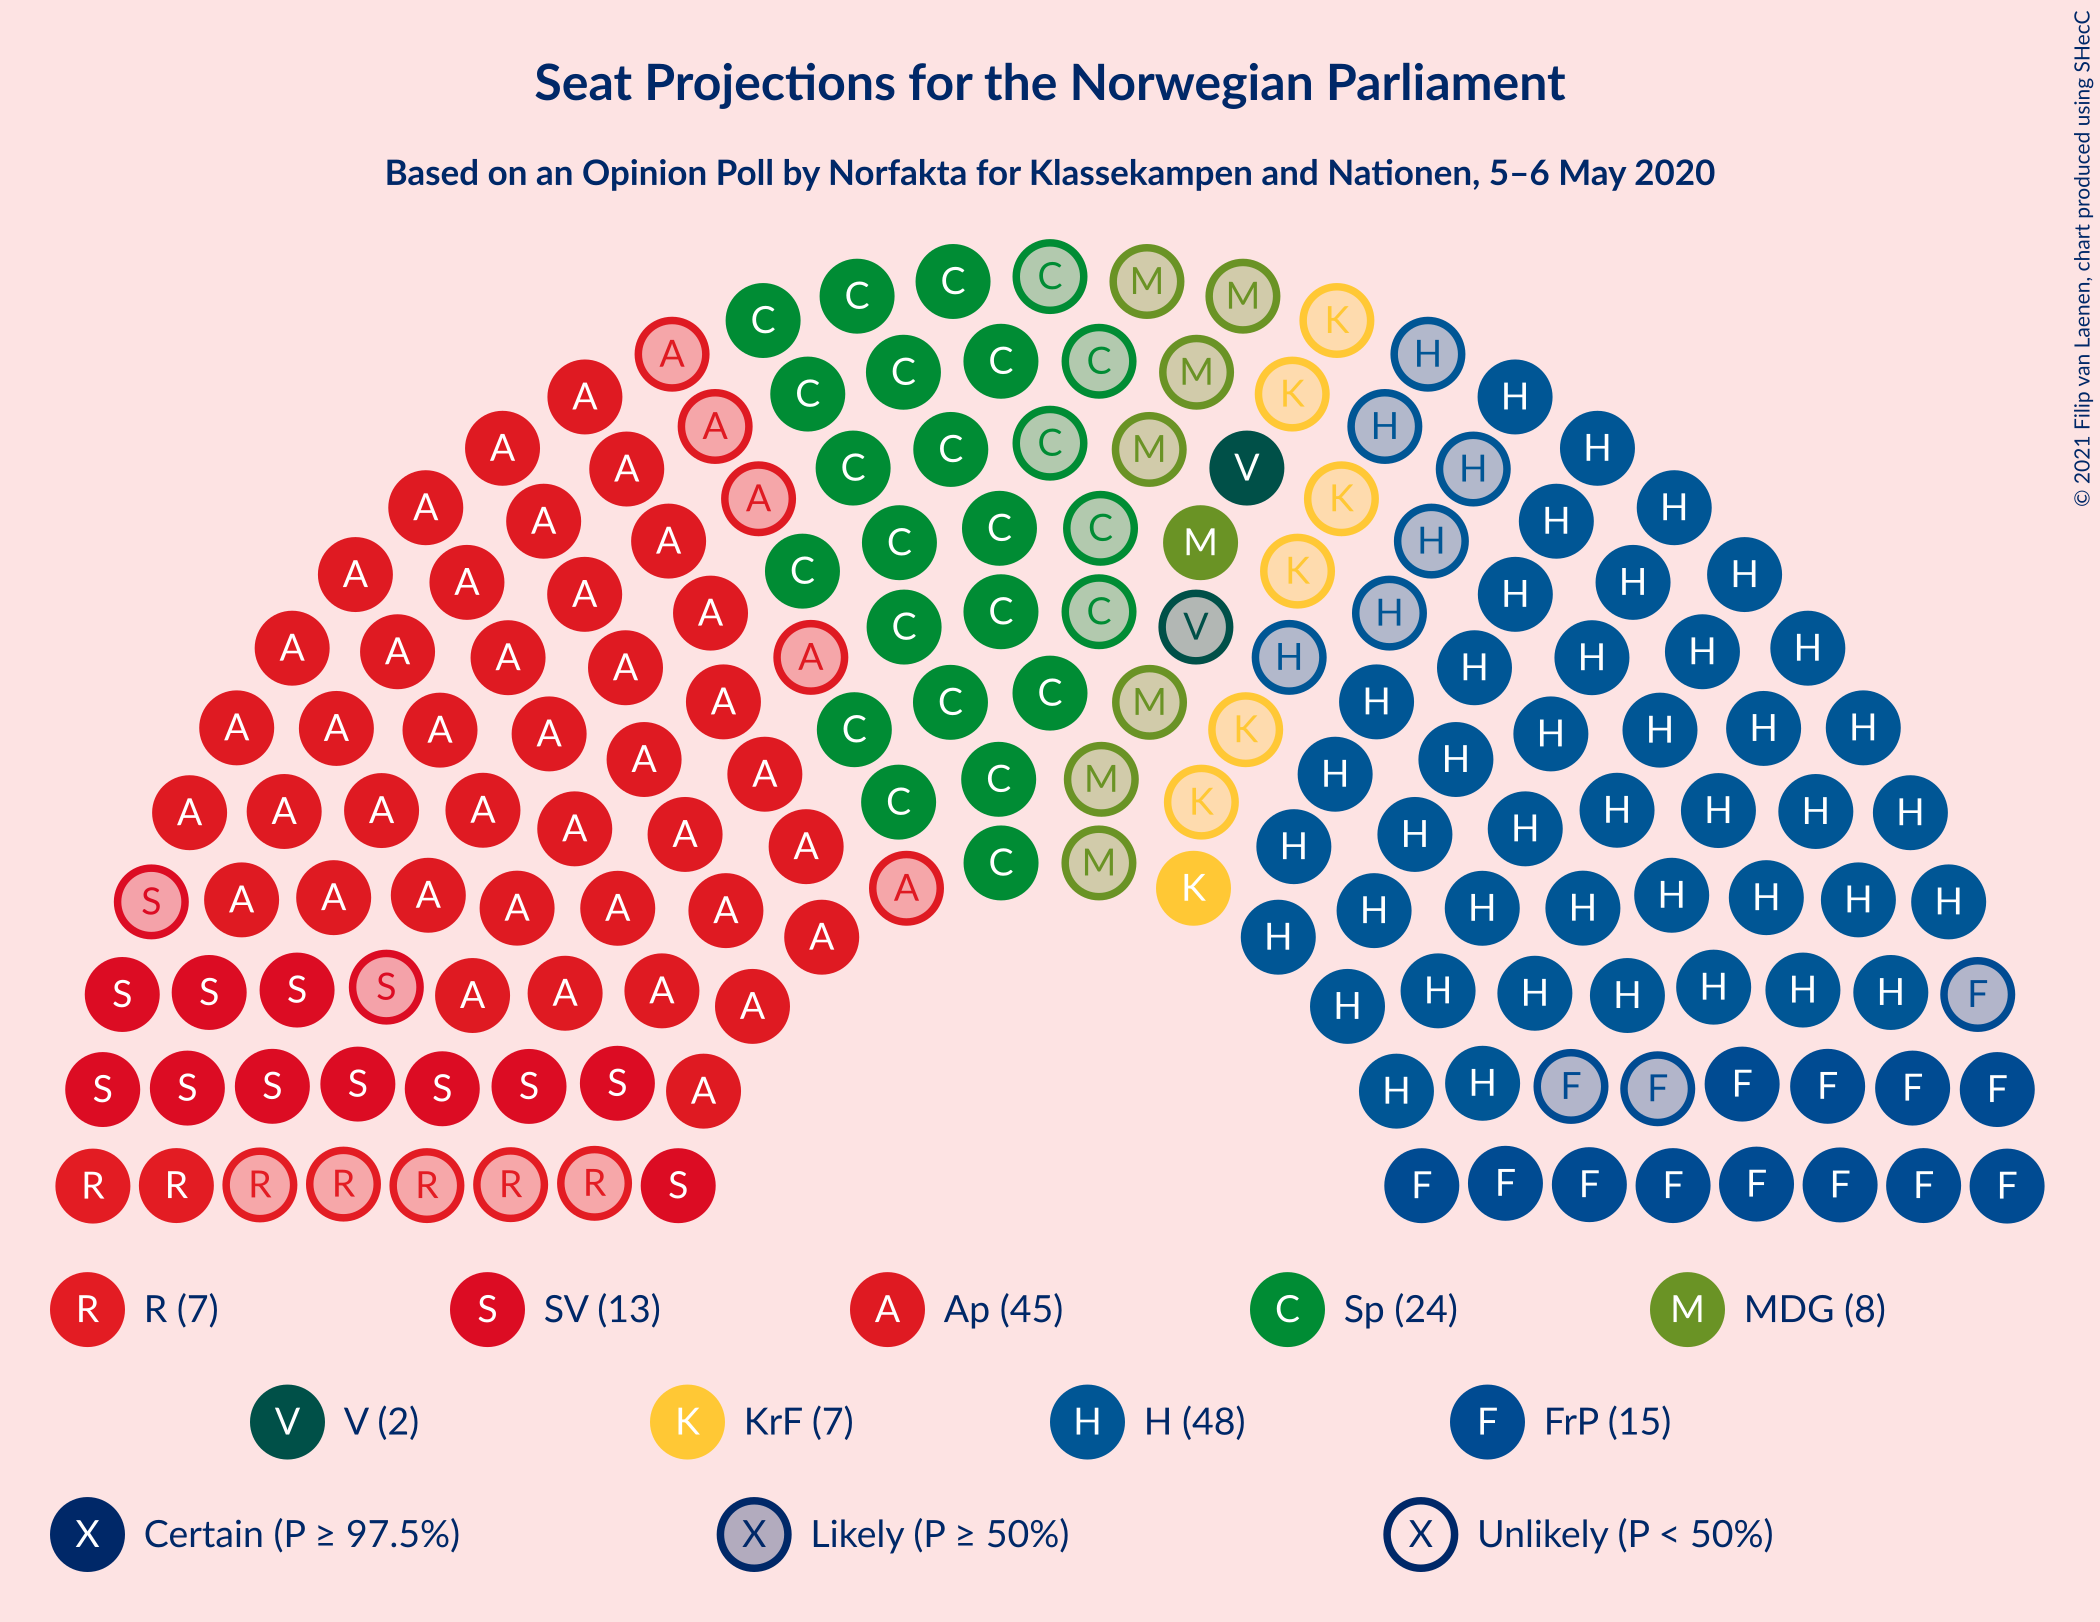 Seat Projections for the Norwegian Parliament
Based on an Opinion Poll by Norfakta for Klassekampen and Nationen, 5–6 May 2020
© 2021 Filip van Laenen, chart produced using SHecC
C C C M M
C K
A C C C M H
A C K H
A A C C C M H H
A C V H
A A A A C C C M K H H H
A A A C K H H H
A C C C V H
A A A A A H H H H H
A C C M H
A A A A C K H H H H
A A C M H H
A A A A C K H H H H
A A A H H H
C M
S A A A A A A A K H H H H H H H
A H
S S S S A A A A H H H H H H H F
S S S S S S S A H H F F F F F F
R R R R R R R S F F F F F F F F
R R (7) S SV (13) A Ap (45) C Sp (24) M MDG (8)
V V (2) K KrF (7) H H (48) F FrP (15)
X Certain (P ≥ 97.5%) X Likely (P ≥ 50%) X Unlikely (P < 50%)